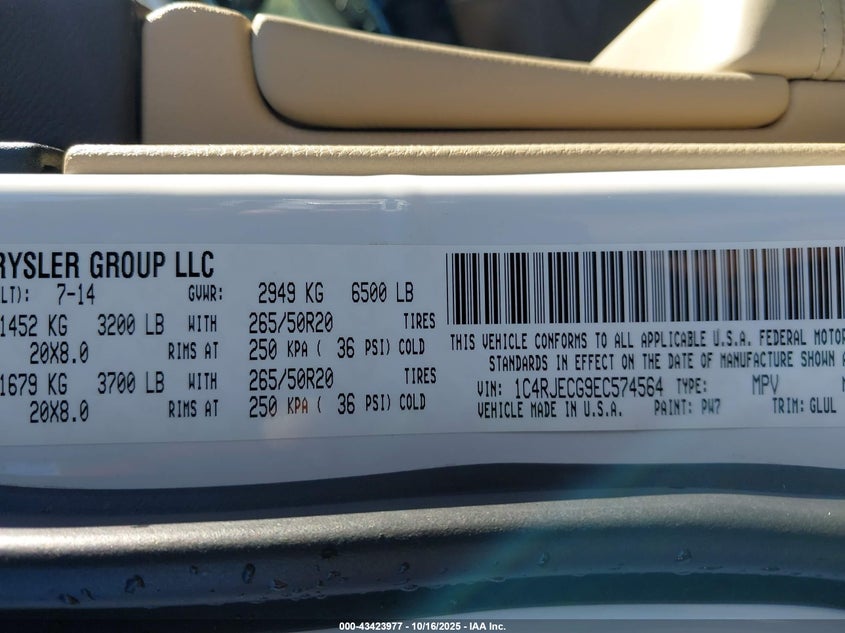 RYSLER GROUP LLC
LT): 7-14 GVWR: 2949 KG 6500 LB
1452 KG 3200 LB WITH 265/50R20 TIRES
20X8.0 RIMS AT 250 KPA ( 36 PSI) COLD
1679 KG 3700 LB WITH 265/50R20 TIRES
20X8.0 RIMS AT 250 KPA ( 36 PSI) COLD
THIS VEHICLE CONFORMS TO ALL APPLICABLE U.S.A. FEDERAL MOTOR
STANDARDS IN EFFECT ON THE DATE OF MANUFACTURE SHOWN A
VIN: 1C4RJECG9EC574564 TYPE: MPV
VEHICLE MADE IN U.S.A. PAINT: PW7 TRIM: GLUL
000-43423977 - 10/16/2025 - IAA Inc.